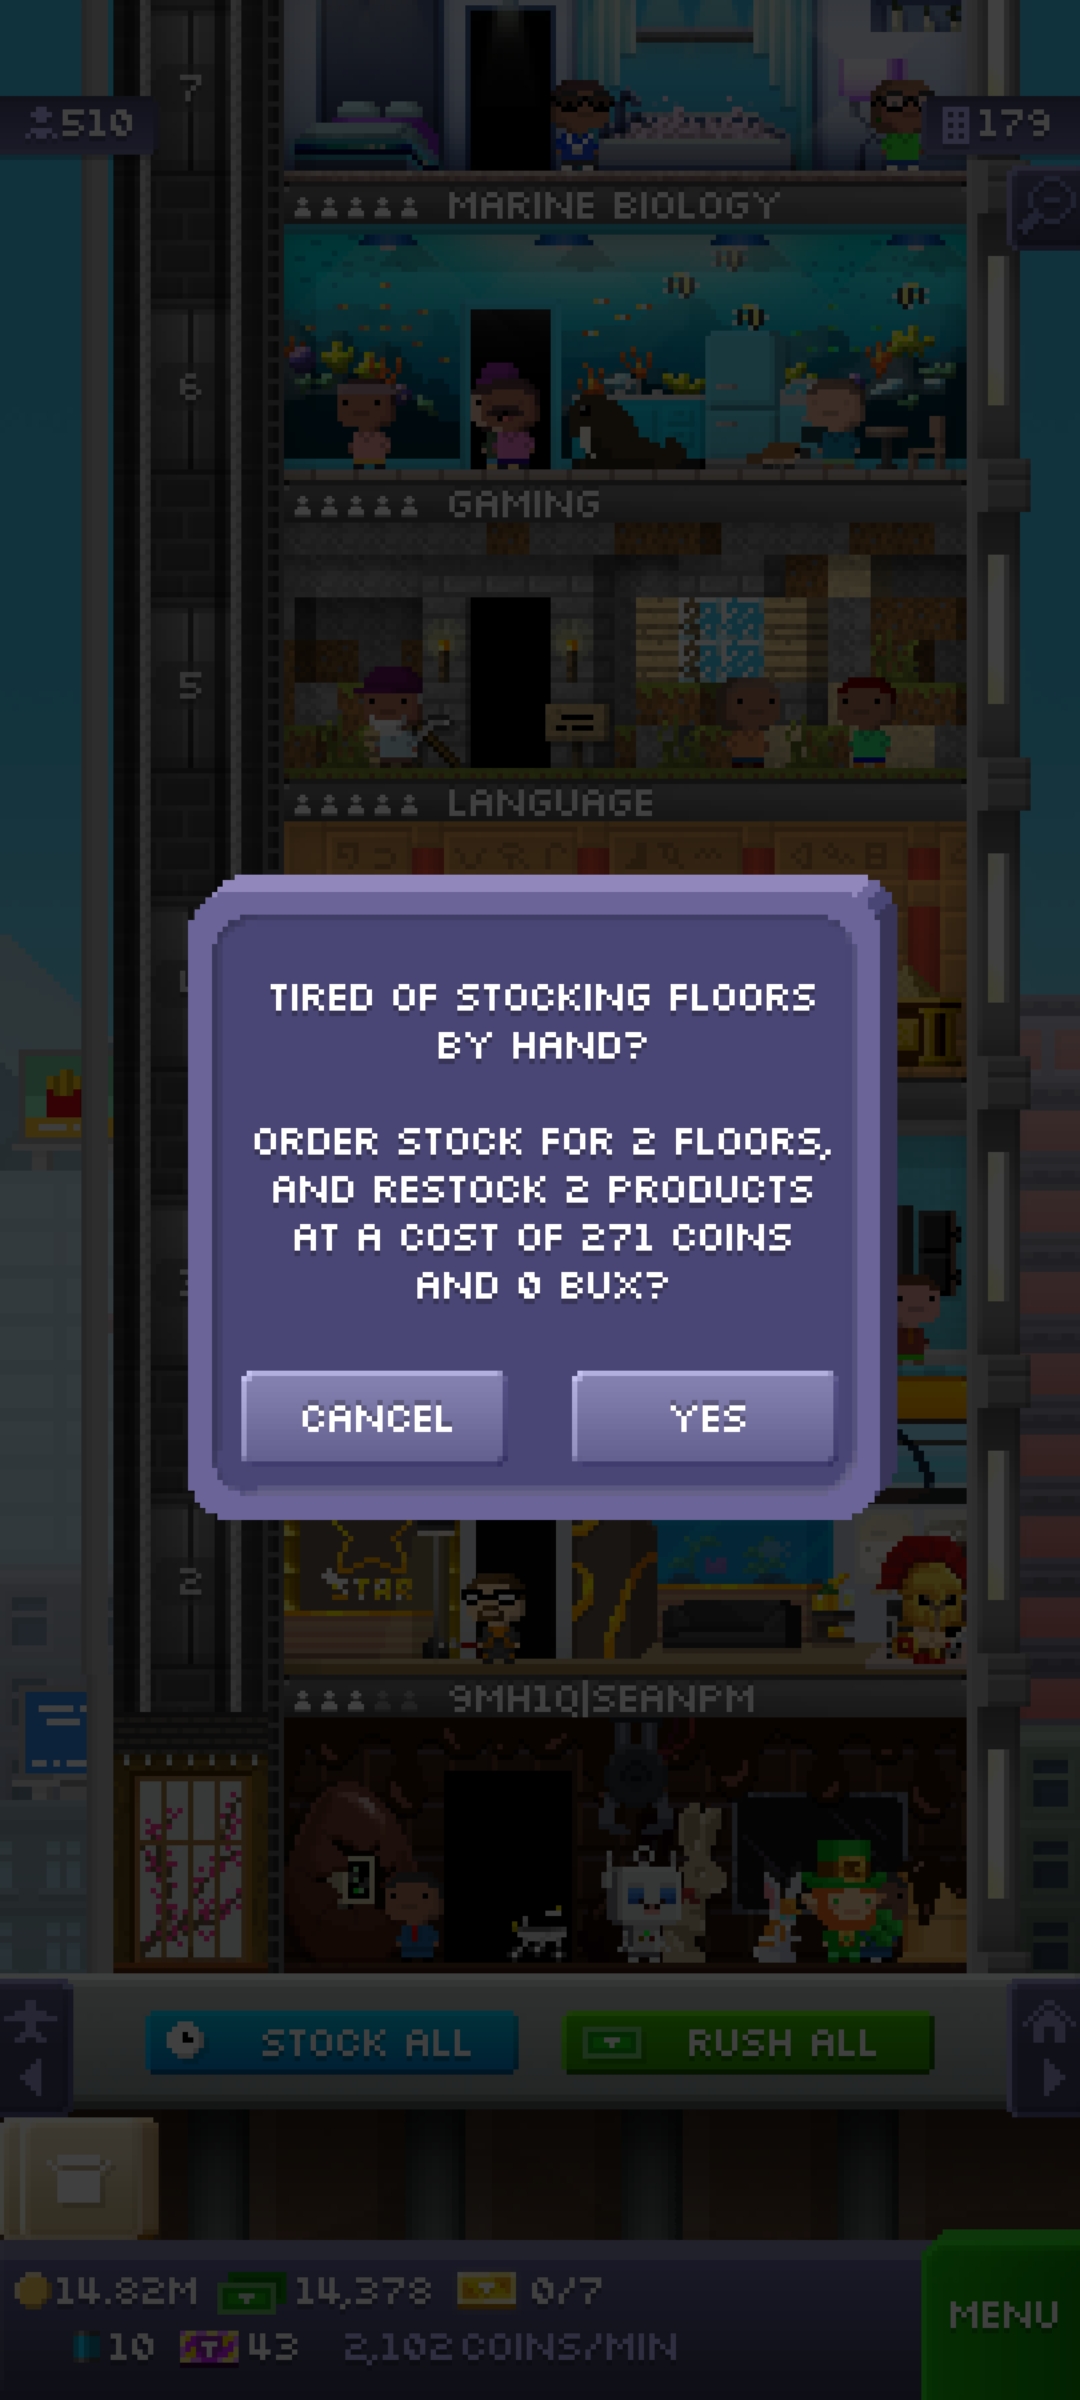 7
510
179
MARINE BIOLOGY
6
GAMING
5
LANGUAGE
TIRED OF STOCKING FLOORS
BY HAND?
ORDER STOCK FOR 2 FLOORS,
AND RESTOCK 2 PRODUCTS
AT A COST OF 271 COINS
AND 0 BUX?
CANCEL
YES
2
STAR
9MH1Q|SEANPM
STOCK ALL
RUSH ALL
14.82M
14,378
0/7
MENU
10
43
2,102 COINS/MIN